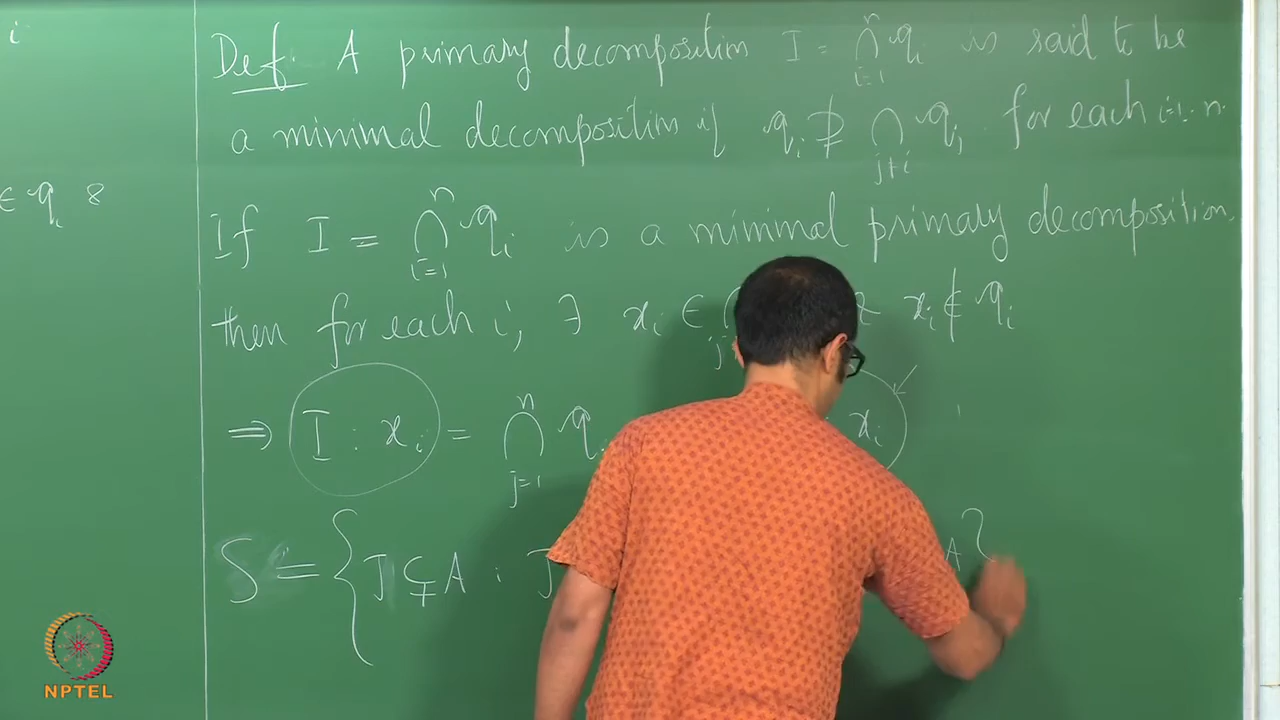 i
Def: A primary decomposition I = ⋂_{i=1}^{n} q_i is said to be
a minimal decomposition if q_i ⊉ ⋂_{j≠i} q_j for each i=1..n
∈ q_i &
If I = ⋂_{i=1}^{n} q_i is a minimal primary decomposition,
then for each i, ∃ x_i ∈ & x_i ∉ q_i
⇒ I : x_i = ⋂_{j=1}^{n} q : x_i
S = { J ⊊ A : J A }
NPTEL